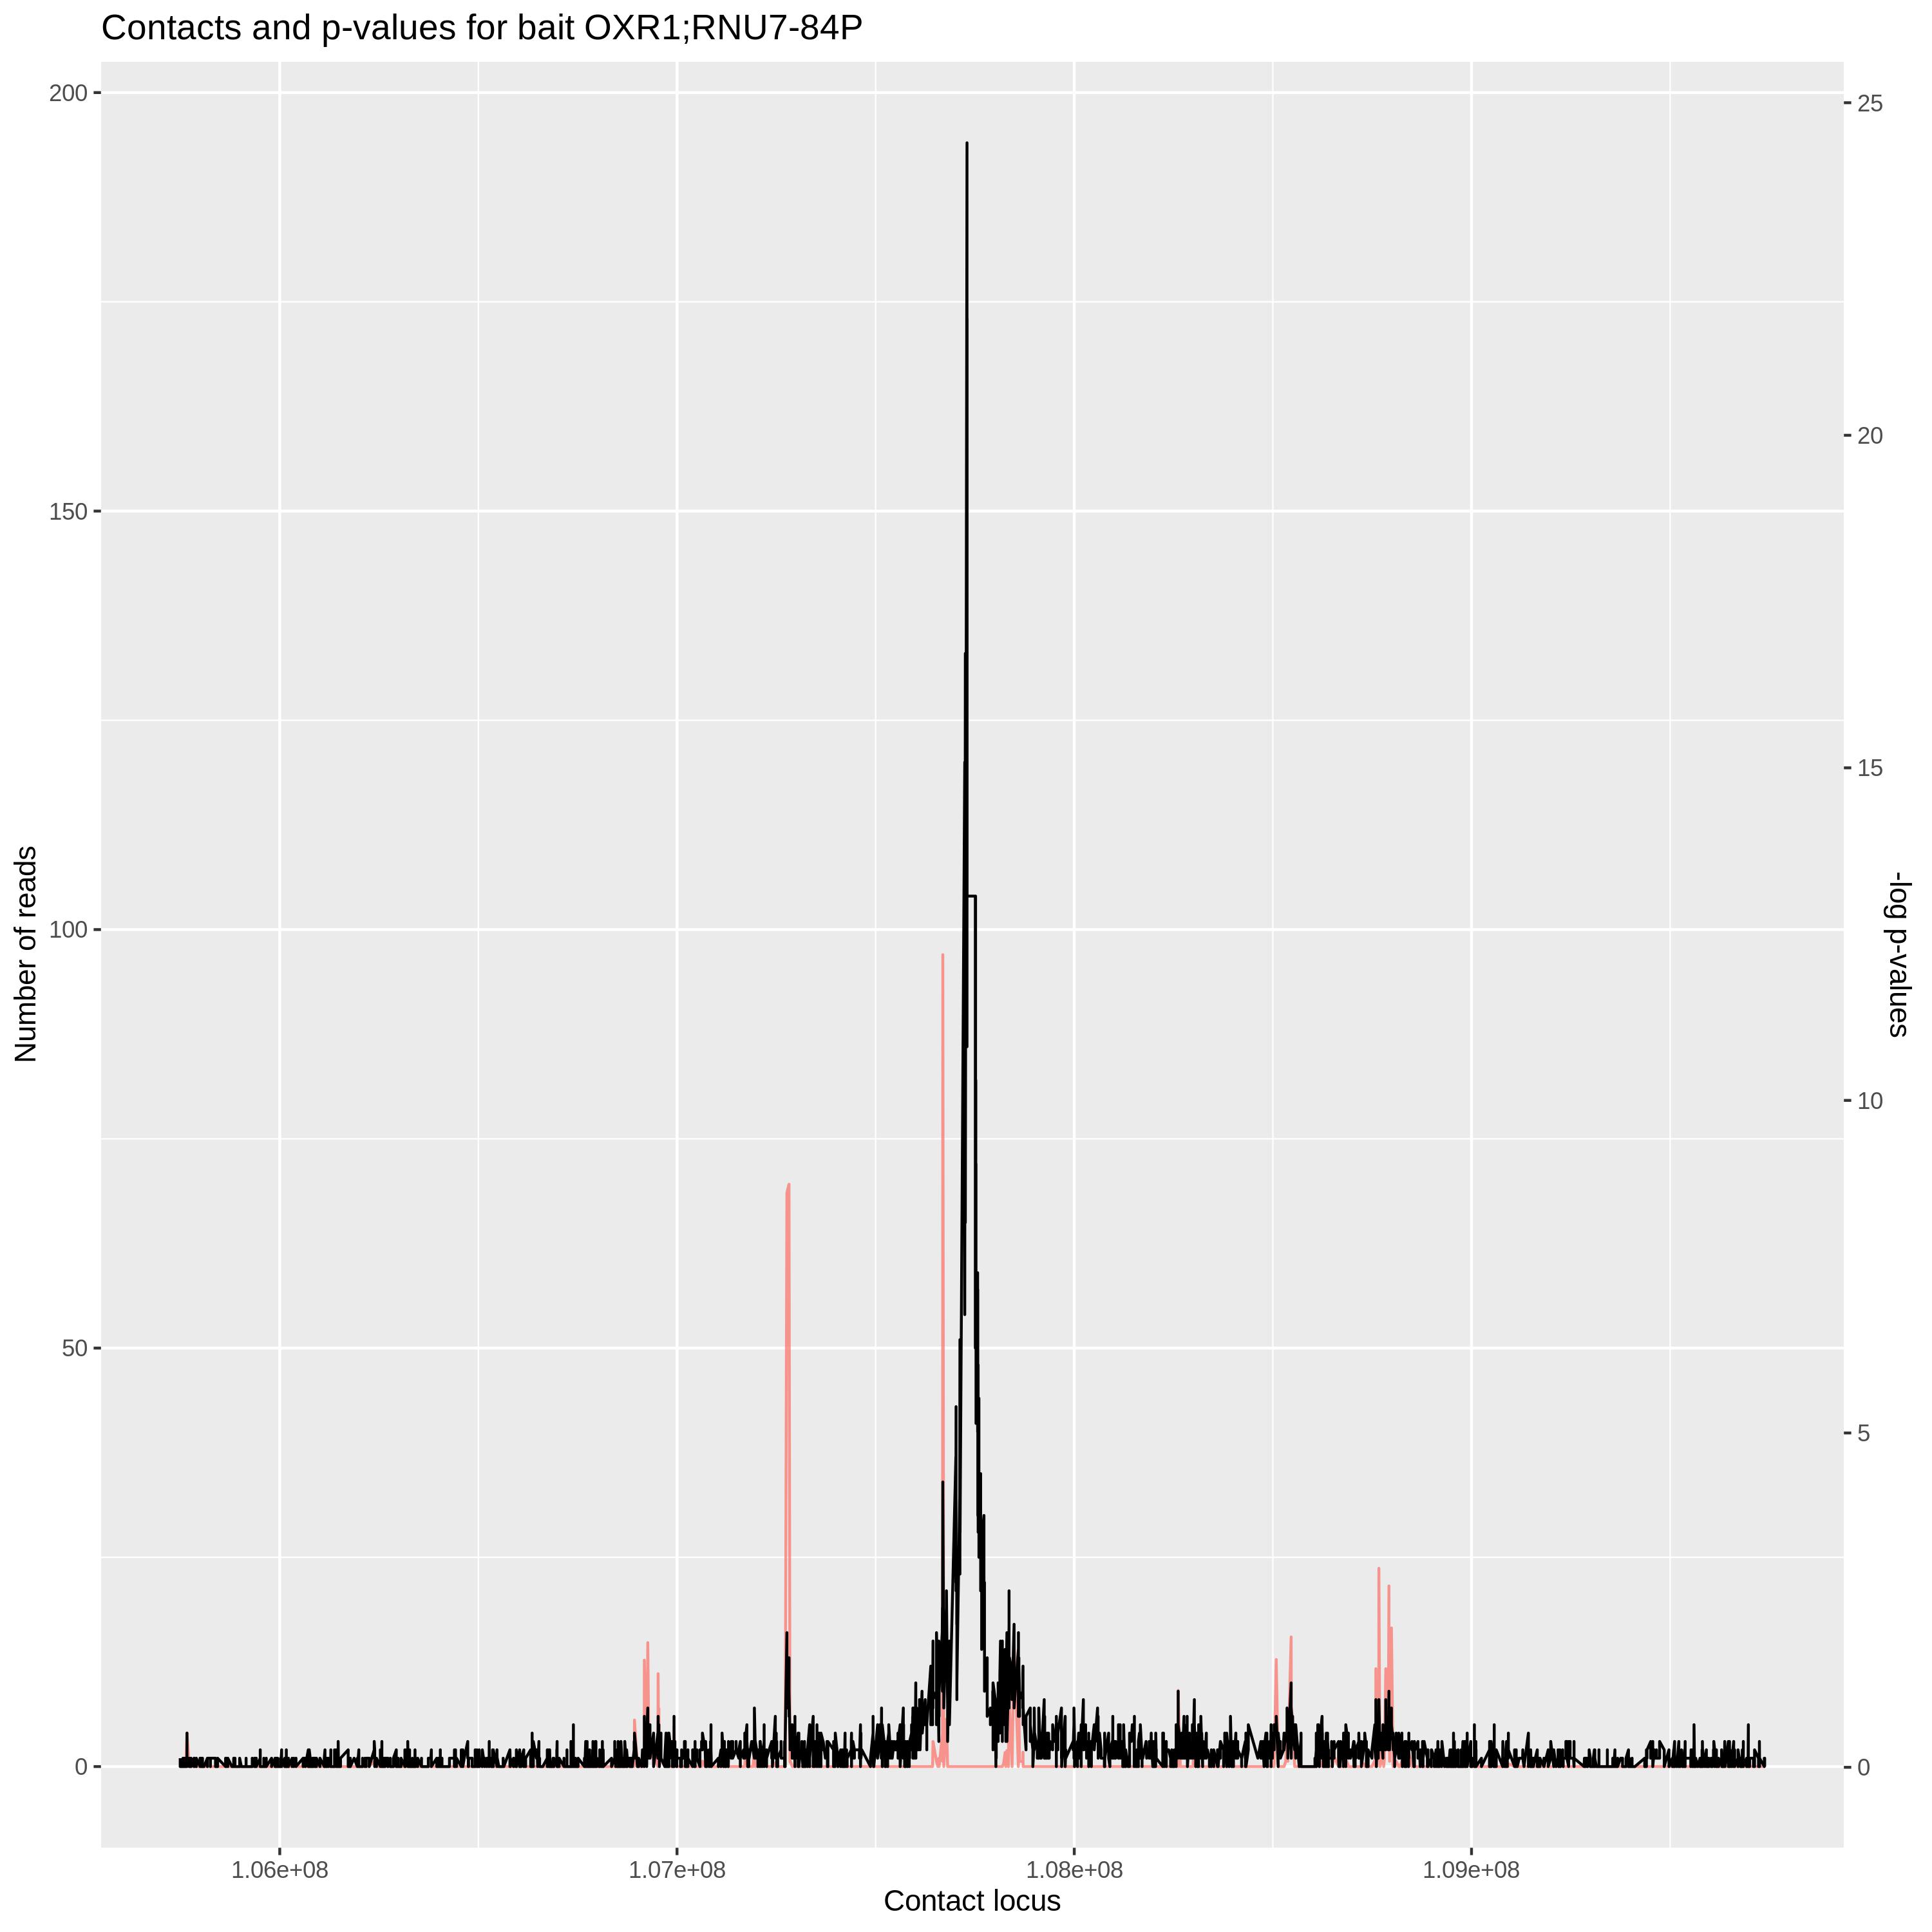 Contacts and p-values for bait OXR1;RNU7-84P
200
150
100
50
0
Number of reads
25
20
15
10
5
0
-log p-values
1.06e+08 1.07e+08 1.08e+08 1.09e+08
Contact locus